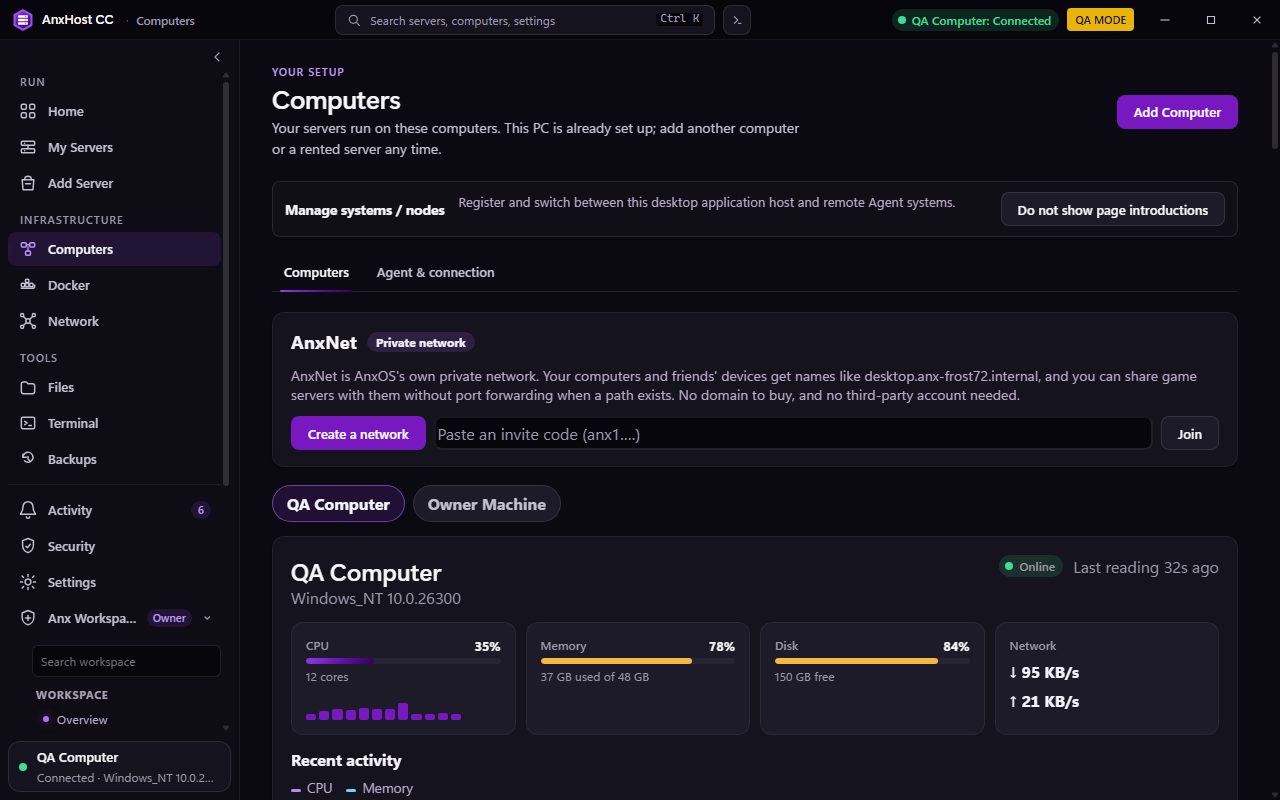 AnxHost CC · Computers
Search servers, computers, settings Ctrl K
QA Computer: Connected
QA MODE
RUN
Home
My Servers
Add Server
INFRASTRUCTURE
Computers
Docker
Network
TOOLS
Files
Terminal
Backups
Activity 6
Security
Settings
Anx Workspa... Owner
Search workspace
WORKSPACE
Overview
QA Computer
Connected · Windows_NT 10.0.2...
YOUR SETUP
Computers
Your servers run on these computers. This PC is already set up; add another computer
or a rented server any time.
Add Computer
Manage systems / nodes Register and switch between this desktop application host and remote Agent systems.
Do not show page introductions
Computers Agent & connection
AnxNet Private network
AnxNet is AnxOS's own private network. Your computers and friends' devices get names like desktop.anx-frost72.internal, and you can share game
servers with them without port forwarding when a path exists. No domain to buy, and no third-party account needed.
Create a network Paste an invite code (anx1....) Join
QA Computer Owner Machine
QA Computer
Online Last reading 32s ago
Windows_NT 10.0.26300
CPU 35%
12 cores
Memory 78%
37 GB used of 48 GB
Disk 84%
150 GB free
Network
↓ 95 KB/s
↑ 21 KB/s
Recent activity
CPU Memory